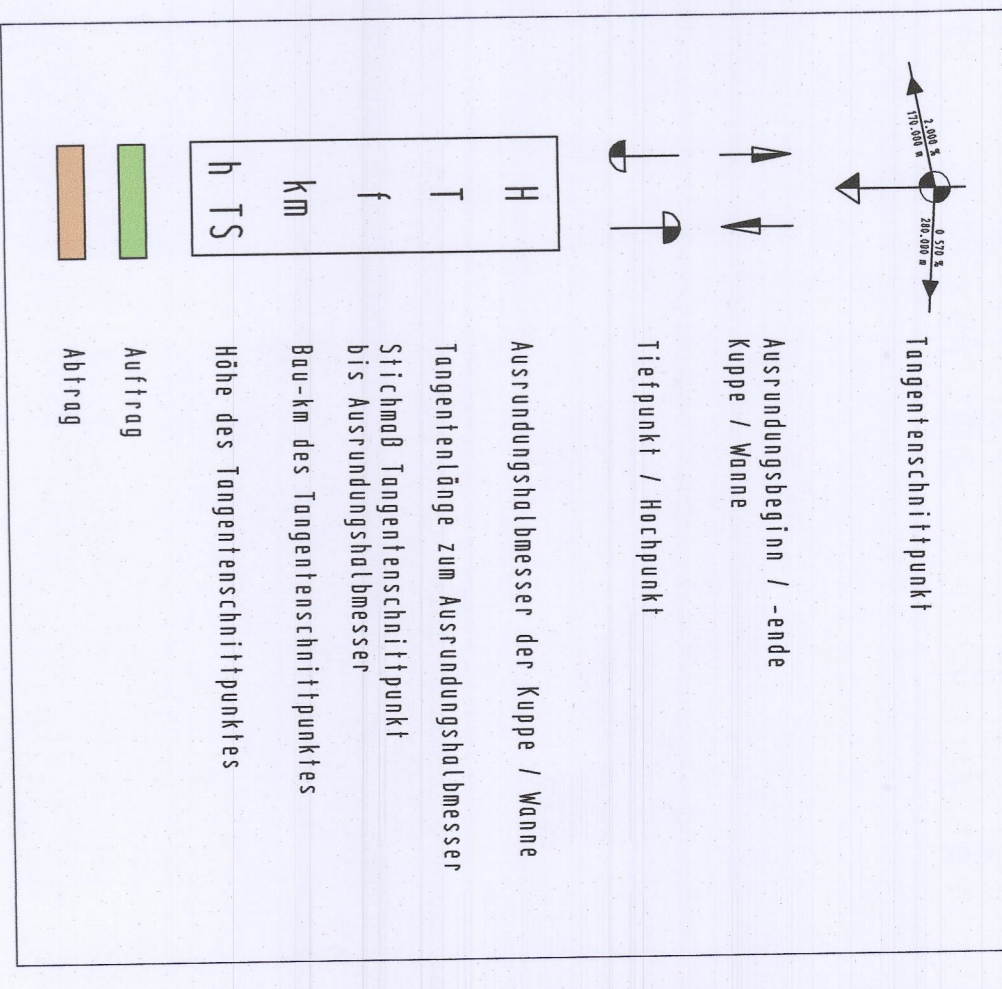 2.000 %
170.000 m
0.570 %
280.000 m
Tangentenschnittpunkt
Ausrundungsbeginn / -ende
Kuppe / Wanne
Tiefpunkt / Hochpunkt
H
Ausrundungshalbmesser der Kuppe / Wanne
T
Tangentenlänge zum Ausrundungshalbmesser
f
Stichmaß Tangentenschnittpunkt
bis Ausrundungshalbmesser
km
Bau-km des Tangentenschnittpunktes
h TS
Höhe des Tangentenschnittpunktes
Auftrag
Abtrag